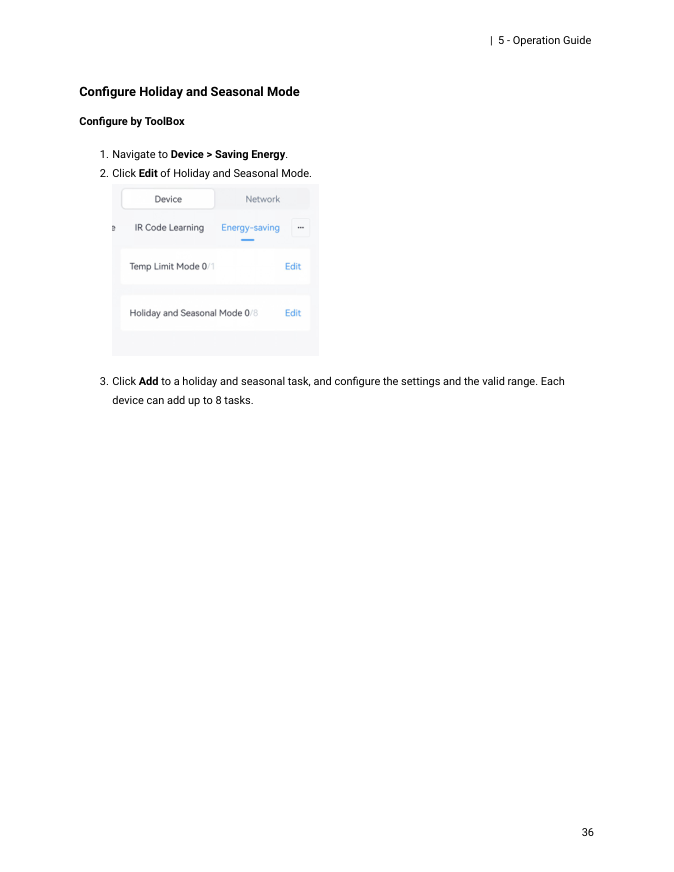 | 5 - Operation Guide
Configure Holiday and Seasonal Mode
Configure by ToolBox
1. Navigate to Device > Saving Energy.
2. Click Edit of Holiday and Seasonal Mode.
Device Network
e IR Code Learning Energy-saving ...
Temp Limit Mode 0/1 Edit
Holiday and Seasonal Mode 0/8 Edit
3. Click Add to a holiday and seasonal task, and configure the settings and the valid range. Each
device can add up to 8 tasks.
36